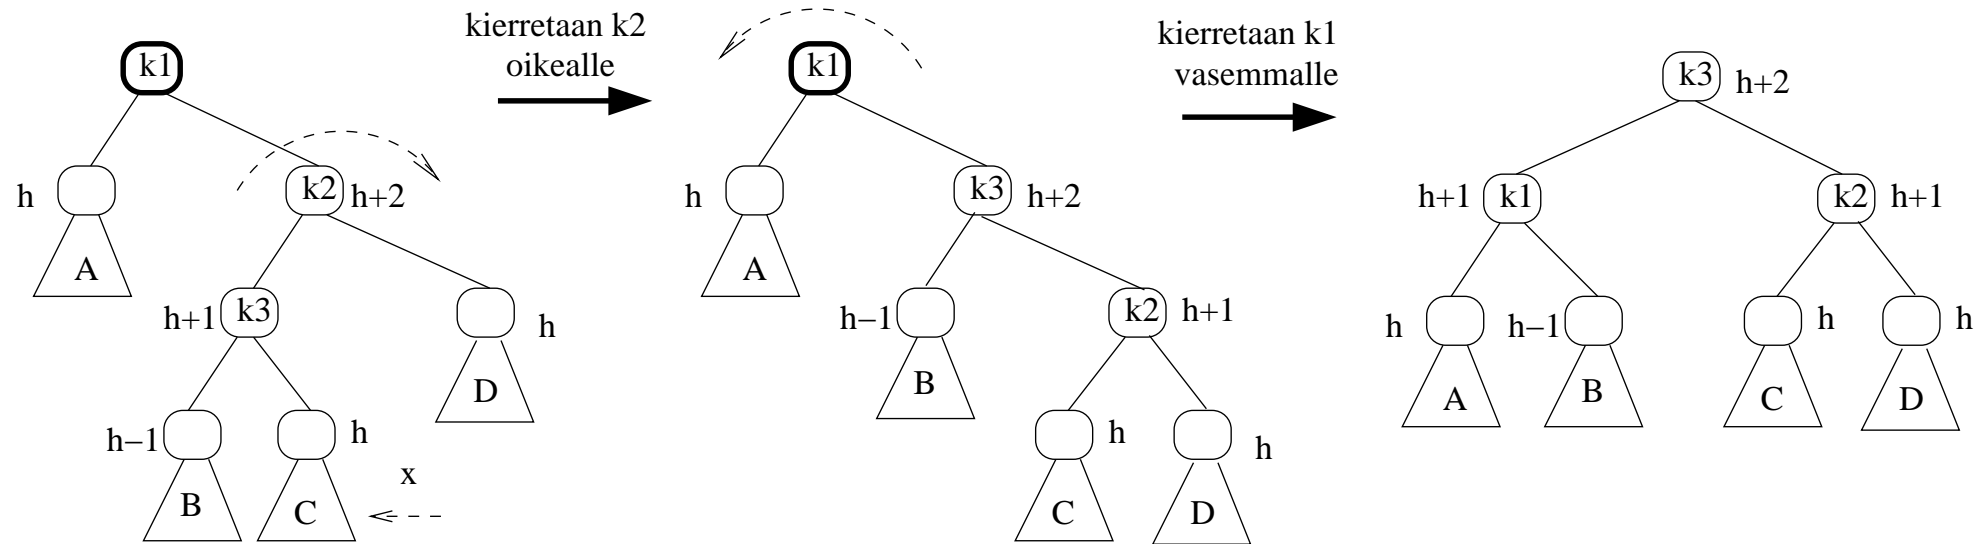 kierretaan k2
oikealle
kierretaan k1
vasemmalle
k1
h
A
k2
h+2
h+1
k3
h
D
h−1
h
B
C
x
k1
h
A
k3
h+2
h−1
B
k2
h+1
h
C
h
D
k3
h+2
h+1
k1
k2
h+1
h
A
h−1
B
h
C
h
D